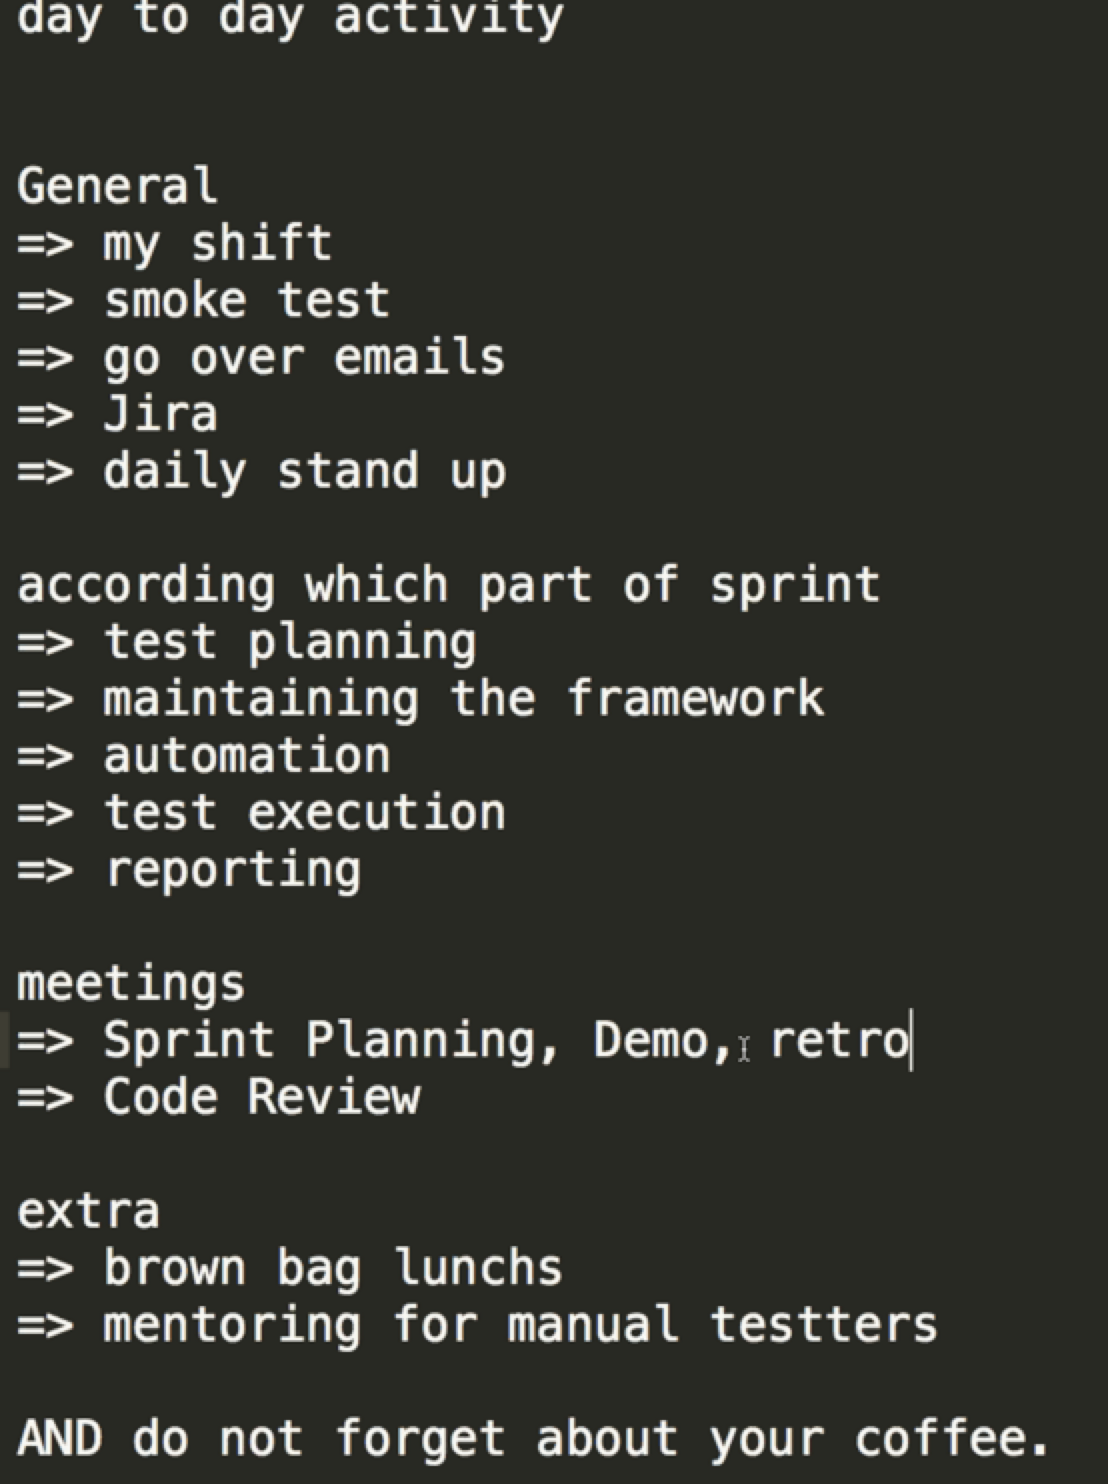 day to day activity
General
=> my shift
=> smoke test
=> go over emails
=> Jira
=> daily stand up
according which part of sprint
=> test planning
=> maintaining the framework
=> automation
=> test execution
=> reporting
meetings
=> Sprint Planning, Demo, retro
=> Code Review
extra
=> brown bag lunchs
=> mentoring for manual testters
AND do not forget about your coffee.